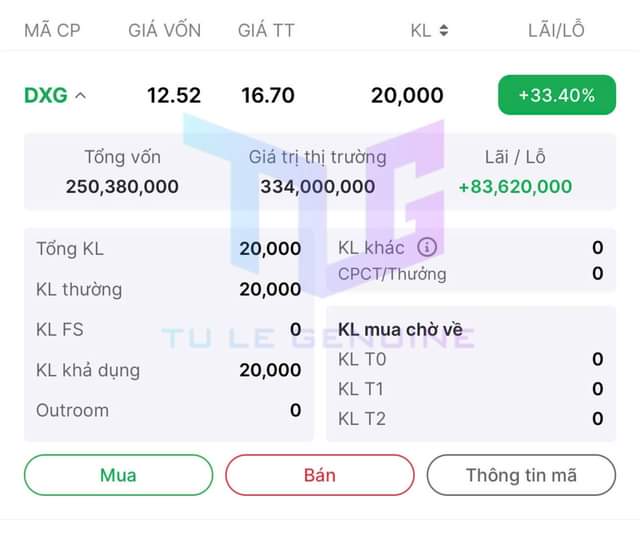 MÃ CP GIÁ VỐN GIÁ TT KL LÃI/LỖ
DXG 12.52 16.70 20,000 +33.40%
Tổng vốn Giá trị thị trường Lãi / Lỗ
250,380,000 334,000,000 +83,620,000
Tổng KL 20,000
KL thường 20,000
KL FS 0
KL khả dụng 20,000
Outroom 0
KL khác 0
CPCT/Thưởng 0
KL mua chờ về
KL T0 0
KL T1 0
KL T2 0
TU LE GENUINE
Mua Bán Thông tin mã